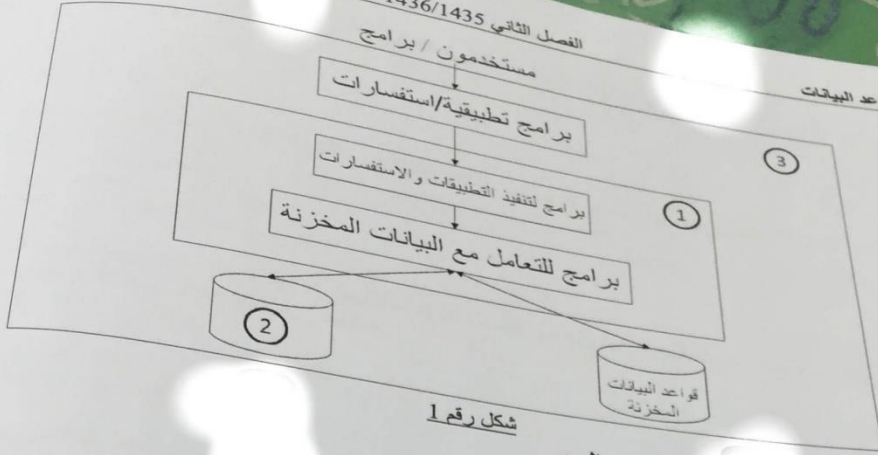 الفصل الثاني 1436/1435
عد البيانات
مستخدمون / برامج
برامج تطبيقية/استفسارات
3
برامج لتنفيذ التطبيقات والاستفسارات
1
برامج للتعامل مع البيانات المخزنة
2
قواعد البيانات
المخزنة
شكل رقم 1